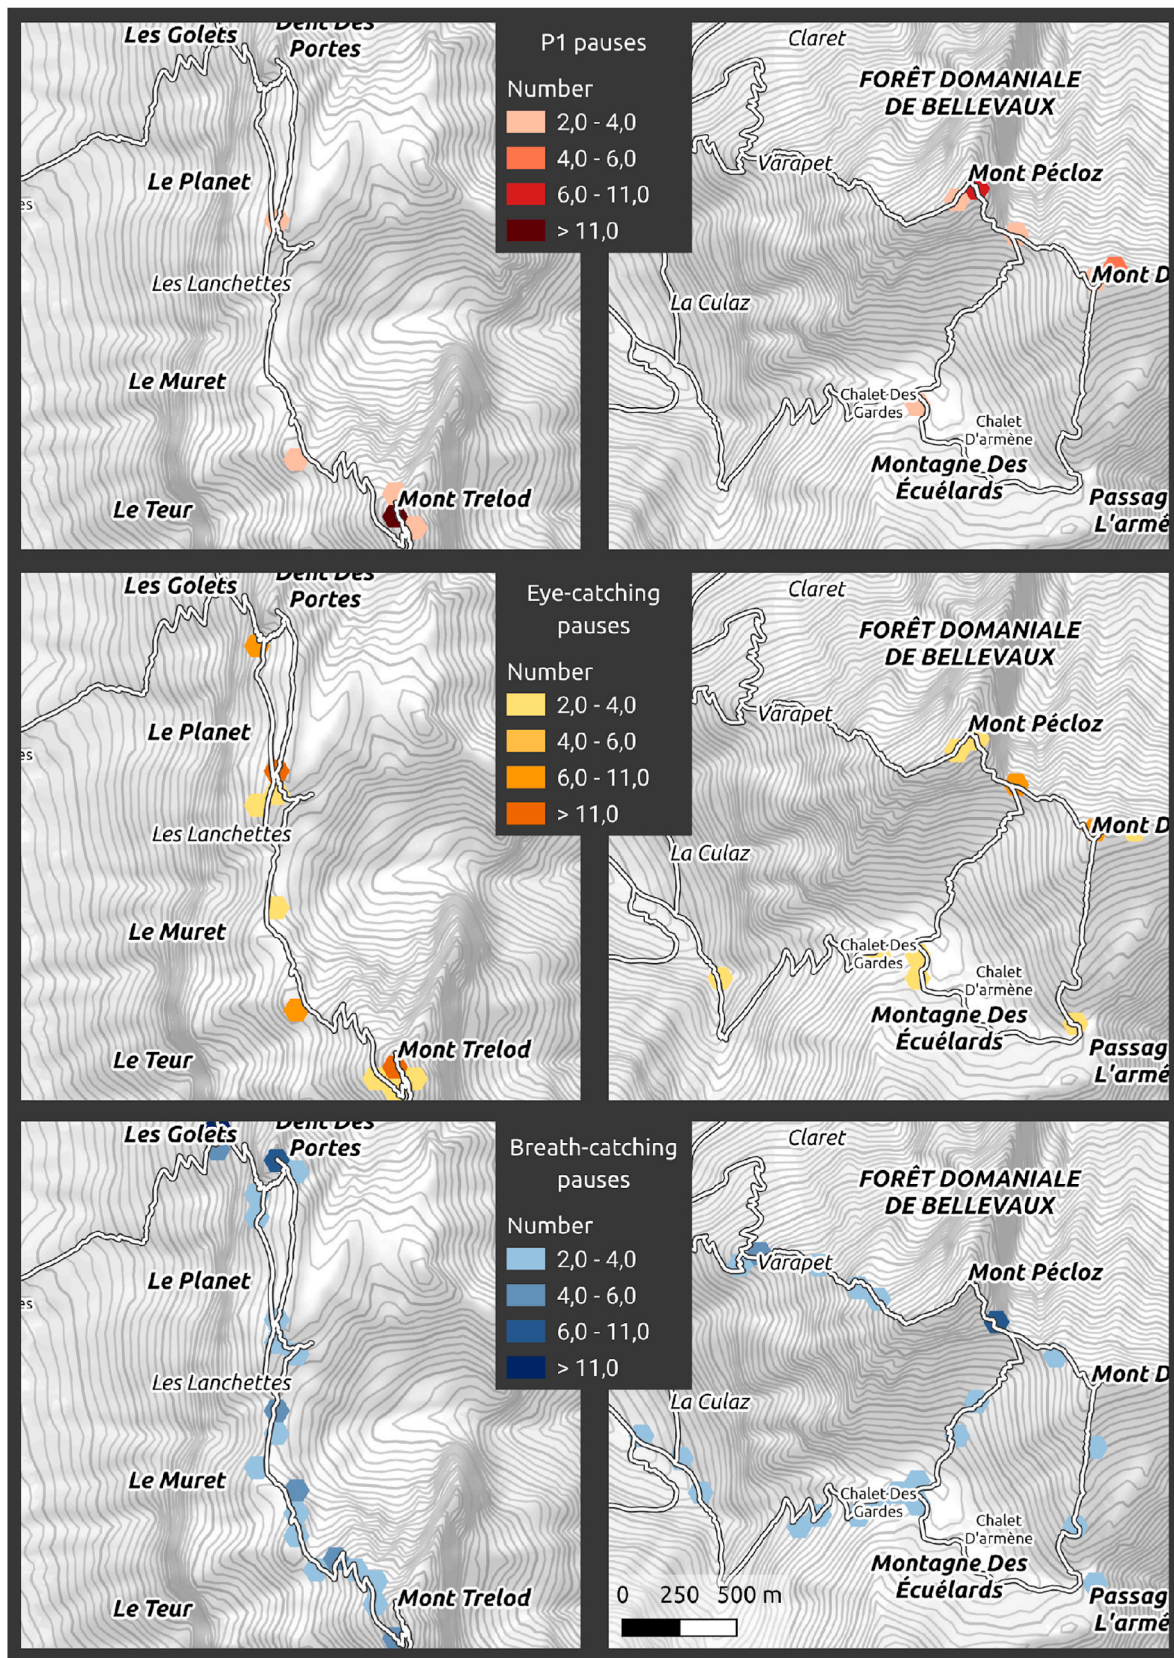 Les Golets
Dent Des
Portes
Le Planet
es
Les Lanchettes
Le Muret
Le Teur
Mont Trelod
P1 pauses
Number
2,0 - 4,0
4,0 - 6,0
6,0 - 11,0
> 11,0
Claret
FORÊT DOMANIALE
DE BELLEVAUX
Varapet
Mont Pécloz
Mont D
La Culaz
Chalet Des
Gardes
Chalet
D'armène
Montagne Des
Écuélards
Passag
L'armé
Les Golets
Dent Des
Portes
Le Planet
es
Les Lanchettes
Le Muret
Le Teur
Mont Trelod
Eye-catching
pauses
Number
2,0 - 4,0
4,0 - 6,0
6,0 - 11,0
> 11,0
Claret
FORÊT DOMANIALE
DE BELLEVAUX
Varapet
Mont Pécloz
Mont D
La Culaz
Chalet Des
Gardes
Chalet
D'armène
Montagne Des
Écuélards
Passag
L'armé
Les Golets
Dent Des
Portes
Le Planet
es
Les Lanchettes
Le Muret
Le Teur
Mont Trelod
Breath-catching
pauses
Number
2,0 - 4,0
4,0 - 6,0
6,0 - 11,0
> 11,0
Claret
FORÊT DOMANIALE
DE BELLEVAUX
Varapet
Mont Pécloz
Mont D
La Culaz
Chalet Des
Gardes
Chalet
D'armène
Montagne Des
Écuélards
Passag
L'armé
0 250 500 m